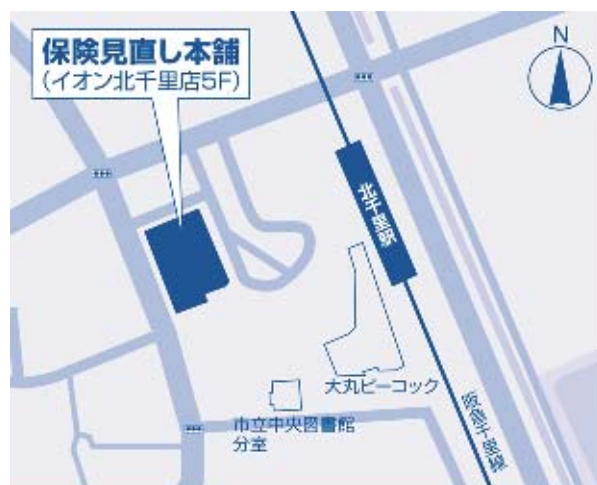 保険見直し本舗
(イオン北千里店5F)
N
北千里駅
大丸ピーコック
市立中央図書館
分室
阪急千里線